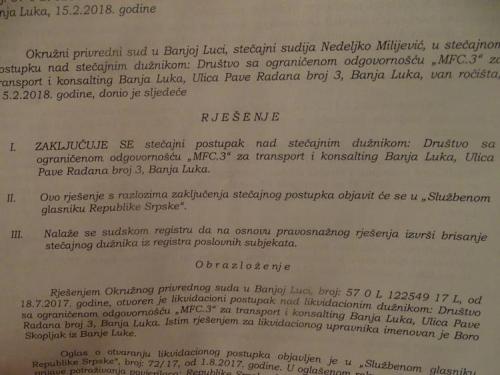 nja Luka, 15.2.2018. godine
Okružni privredni sud u Banjoj Luci, stečajni sudija Nedeljko Milijević, u stečajnom
ostupku nad stečajnim dužnikom: Društvo sa ograničenom odgovornošću „MFC.3“ za
transport i konsalting Banja Luka, Ulica Pave Radana broj 3, Banja Luka, van ročišta,
5.2.2018. godine, donio je sljedeće
R J E Š E N J E
I. ZAKLJUČUJE SE stečajni postupak nad stečajnim dužnikom: Društvo sa
ograničenom odgovornošću „MFC.3“ za transport i konsalting Banja Luka, Ulica
Pave Radana broj 3, Banja Luka.
II. Ovo rješenje s razlozima zaključenja stečajnog postupka objavit će se u „Službenom
glasniku Republike Srpske“.
III. Nalaže se sudskom registru da na osnovu pravosnažnog rješenja izvrši brisanje
stečajnog dužnika iz registra poslovnih subjekata.
O b r a z l o ž e n j e
Rješenjem Okružnog privrednog suda u Banjoj Luci, broj: 57 0 L 122549 17 L, od
18.7.2017. godine, otvoren je likvidacioni postupak nad likvidacionim dužnikom: Društvo
sa ograničenom odgovornošću „MFC.3“ za transport i konsalting Banja Luka, Ulica Pave
Radana broj 3, Banja Luka. Istim rješenjem za likvidacionog upravnika imenovan je Boro
Skopljak iz Banje Luke.
Oglas o otvaranju likvidacionog postupka objavljen je u „Službenom glasniku
Republike Srpske“, broj: 72/17, od 1.8.2017. godine. U oglašenom